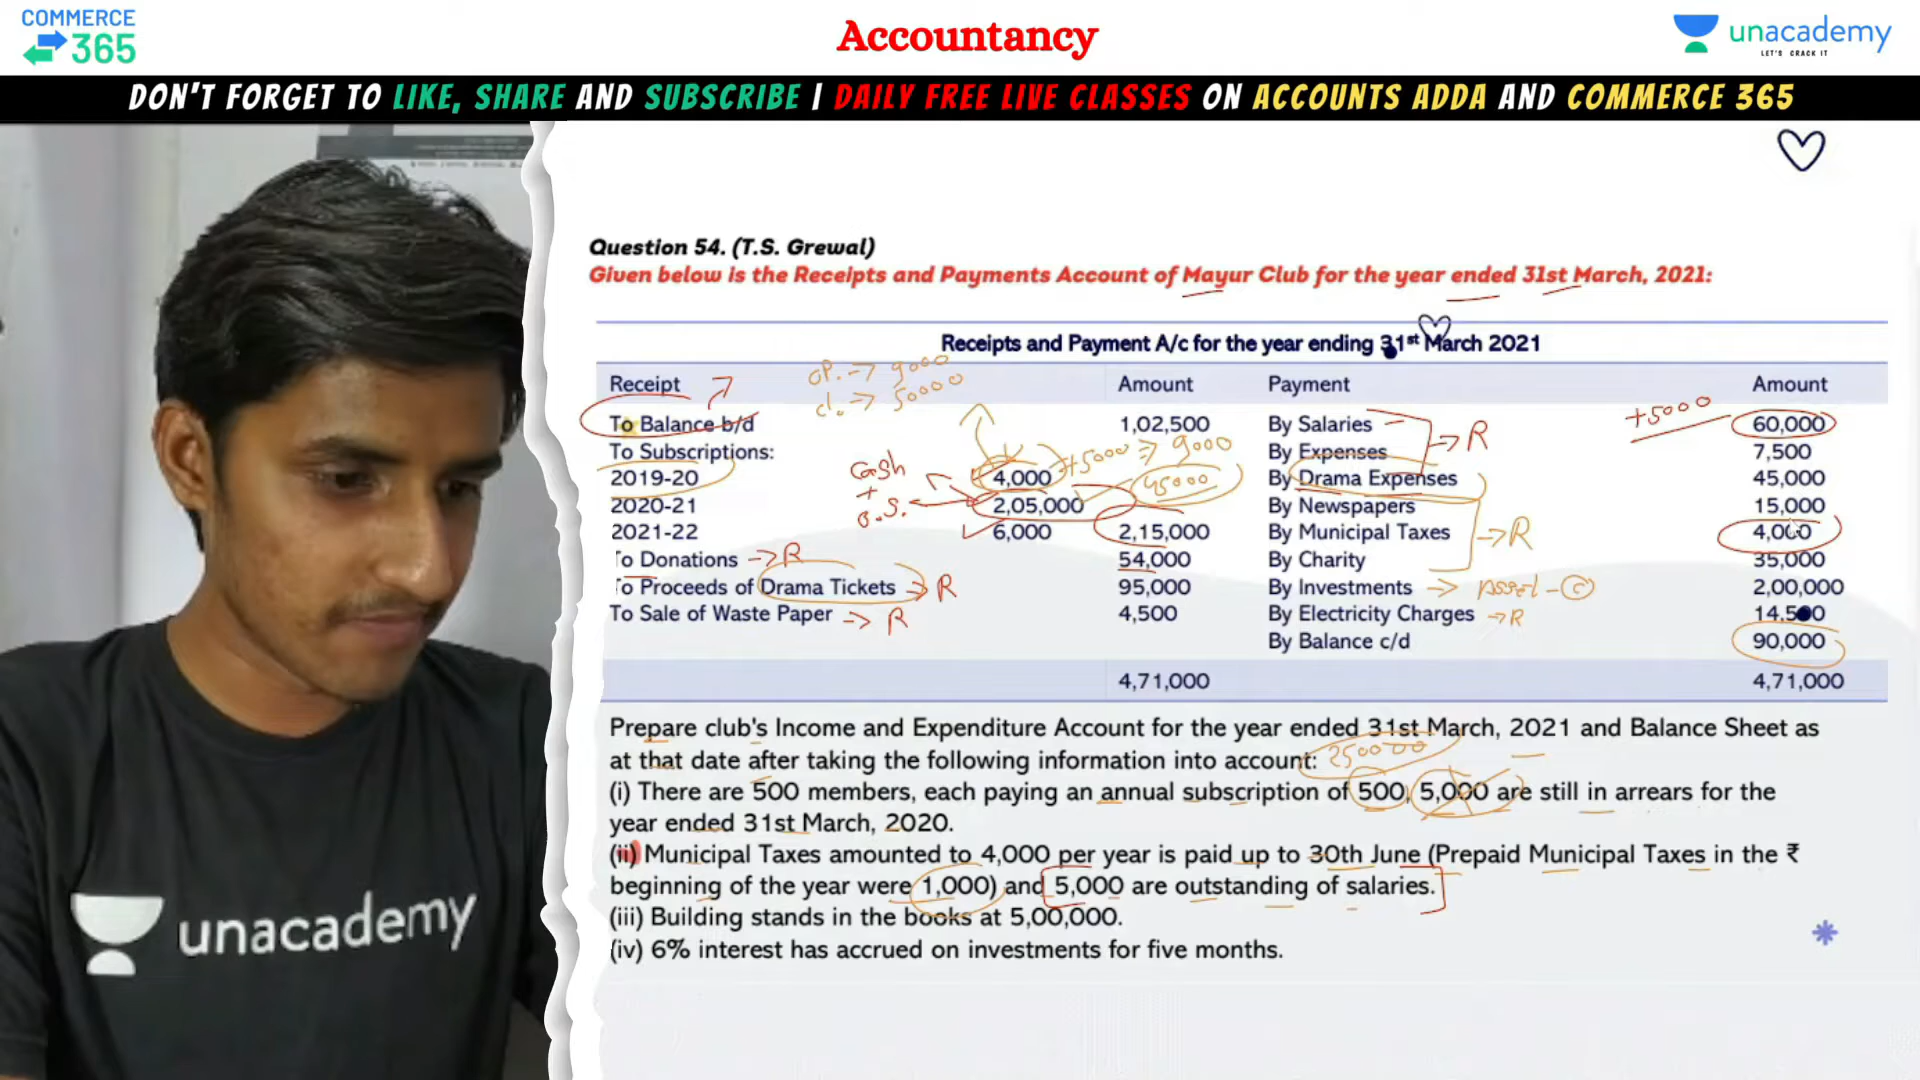 COMMERCE
365
Accountancy
unacademy
LET'S CRACK IT
DON'T FORGET TO LIKE, SHARE AND SUBSCRIBE | DAILY FREE LIVE CLASSES ON ACCOUNTS ADDA AND COMMERCE 365
Question 54. (T.S. Grewal)
Given below is the Receipts and Payments Account of Mayur Club for the year ended 31st March, 2021:
Receipts and Payment A/c for the year ending 31st March 2021
OP. → 9000
cl. → 50000
Receipt Amount Payment Amount
+5000
To Balance b/d 1,02,500 By Salaries 60,000
To Subscriptions: By Expenses → R 7,500
2019-20 4,000 +5000 → 9000 By Drama Expenses 45,000
Cash
+
O.S.
2020-21 2,05,000 45000 By Newspapers 15,000
2021-22 6,000 2,15,000 By Municipal Taxes → R 4,000
To Donations → R 54,000 By Charity 35,000
To Proceeds of Drama Tickets → R 95,000 By Investments → Asset - C 2,00,000
To Sale of Waste Paper → R 4,500 By Electricity Charges → R 14,500
By Balance c/d 90,000
4,71,000 4,71,000
Prepare club's Income and Expenditure Account for the year ended 31st March, 2021 and Balance Sheet as
at that date after taking the following information into account: 250000
(i) There are 500 members, each paying an annual subscription of 500, 5,000 are still in arrears for the
year ended 31st March, 2020.
(ii) Municipal Taxes amounted to 4,000 per year is paid up to 30th June (Prepaid Municipal Taxes in the ₹
beginning of the year were 1,000) and 5,000 are outstanding of salaries.
(iii) Building stands in the books at 5,00,000.
(iv) 6% interest has accrued on investments for five months.
unacademy